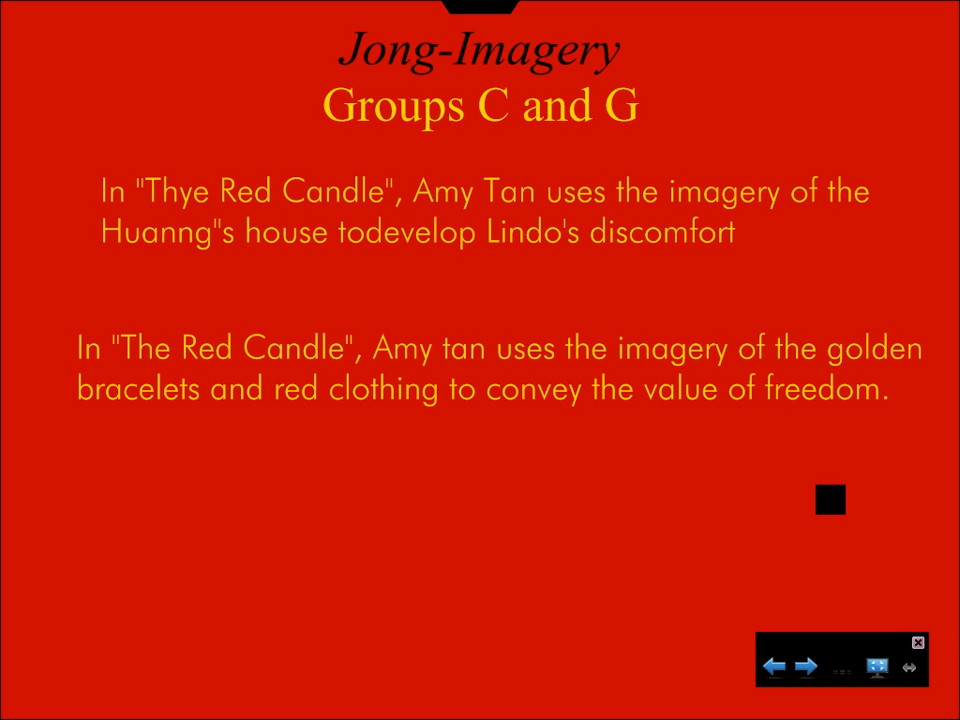 Jong-Imagery
Groups C and G
In "Thye Red Candle", Amy Tan uses the imagery of the
Huanng"s house todevelop Lindo's discomfort
In "The Red Candle", Amy tan uses the imagery of the golden
bracelets and red clothing to convey the value of freedom.